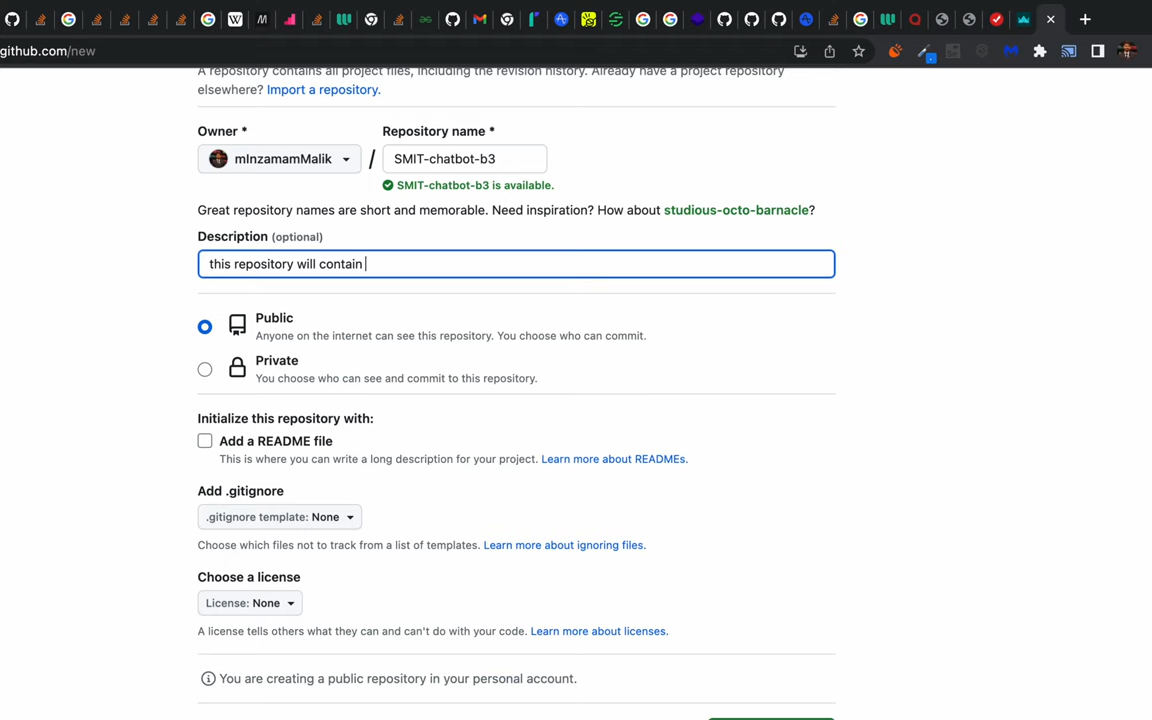 github.com/new
A repository contains all project files, including the revision history. Already have a project repository
elsewhere? Import a repository.
Owner *
Repository name *
mInzamamMalik
/
SMIT-chatbot-b3
SMIT-chatbot-b3 is available.
Great repository names are short and memorable. Need inspiration? How about studious-octo-barnacle?
Description (optional)
this repository will contain
Public
Anyone on the internet can see this repository. You choose who can commit.
Private
You choose who can see and commit to this repository.
Initialize this repository with:
Add a README file
This is where you can write a long description for your project. Learn more about READMEs.
Add .gitignore
.gitignore template: None
Choose which files not to track from a list of templates. Learn more about ignoring files.
Choose a license
License: None
A license tells others what they can and can't do with your code. Learn more about licenses.
You are creating a public repository in your personal account.